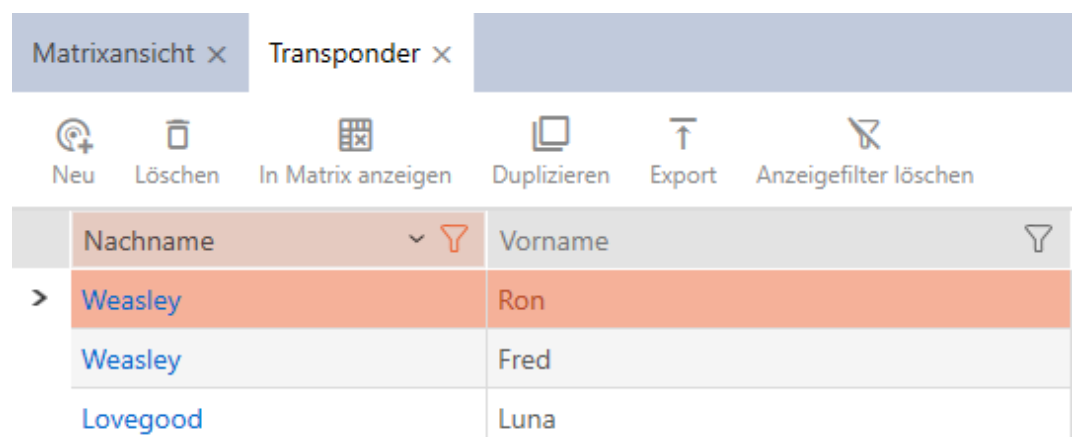 Matrixansicht × Transponder ×
Neu Löschen In Matrix anzeigen Duplizieren Export Anzeigefilter löschen
Nachname Vorname
Weasley Ron
Weasley Fred
Lovegood Luna